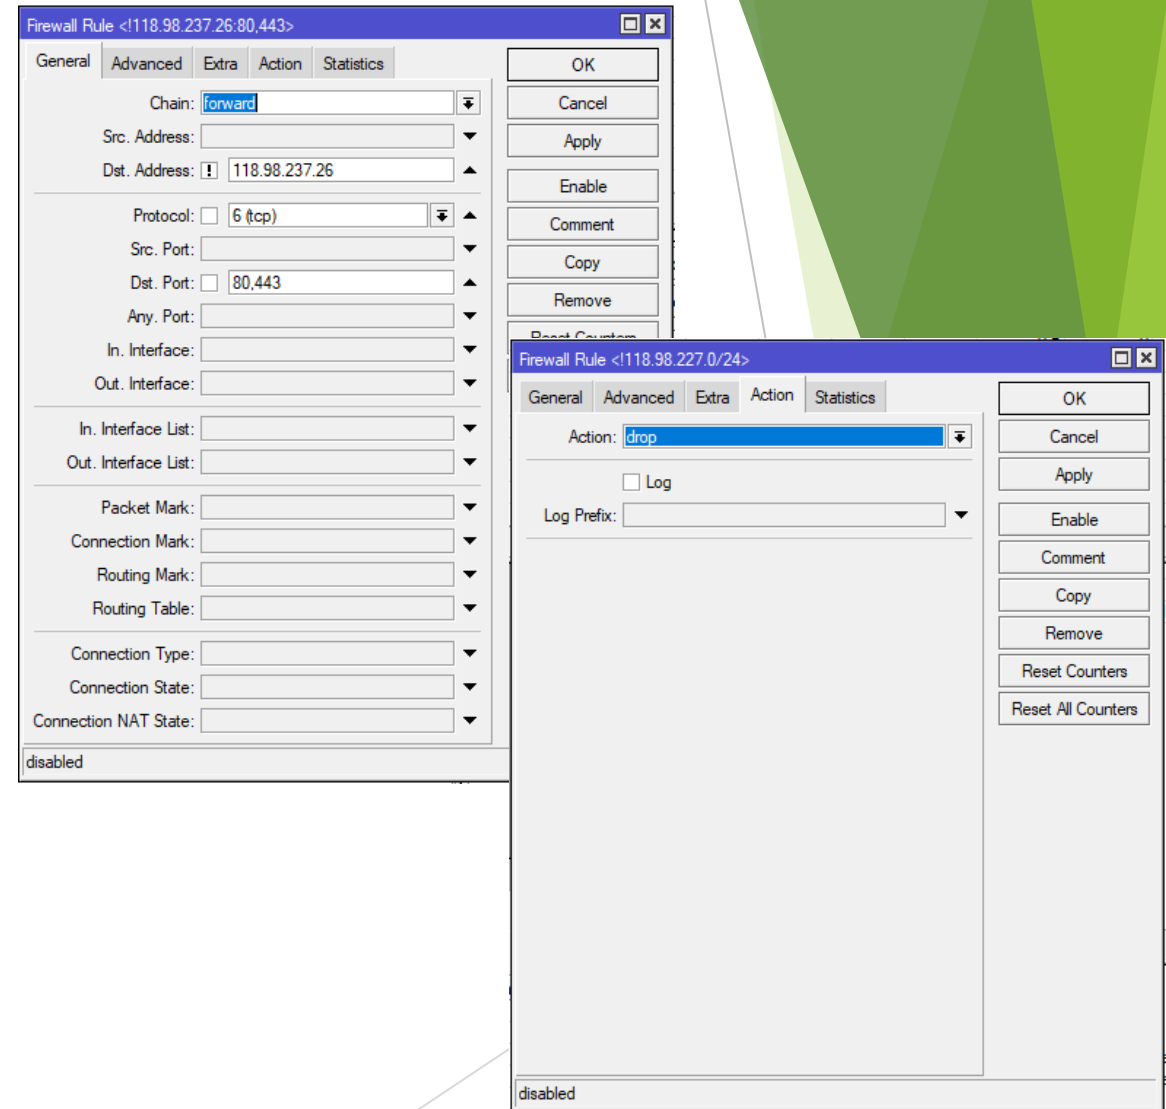 Firewall Rule <!118.98.237.26:80,443>
General Advanced Extra Action Statistics
Chain: forward
Src. Address:
Dst. Address: ! 118.98.237.26
Protocol: 6 (tcp)
Src. Port:
Dst. Port: 80,443
Any. Port:
In. Interface:
Out. Interface:
In. Interface List:
Out. Interface List:
Packet Mark:
Connection Mark:
Routing Mark:
Routing Table:
Connection Type:
Connection State:
Connection NAT State:
disabled
OK
Cancel
Apply
Enable
Comment
Copy
Remove
Reset Counters
Firewall Rule <!118.98.227.0/24>
General Advanced Extra Action Statistics
Action: drop
Log
Log Prefix:
OK
Cancel
Apply
Enable
Comment
Copy
Remove
Reset Counters
Reset All Counters
disabled